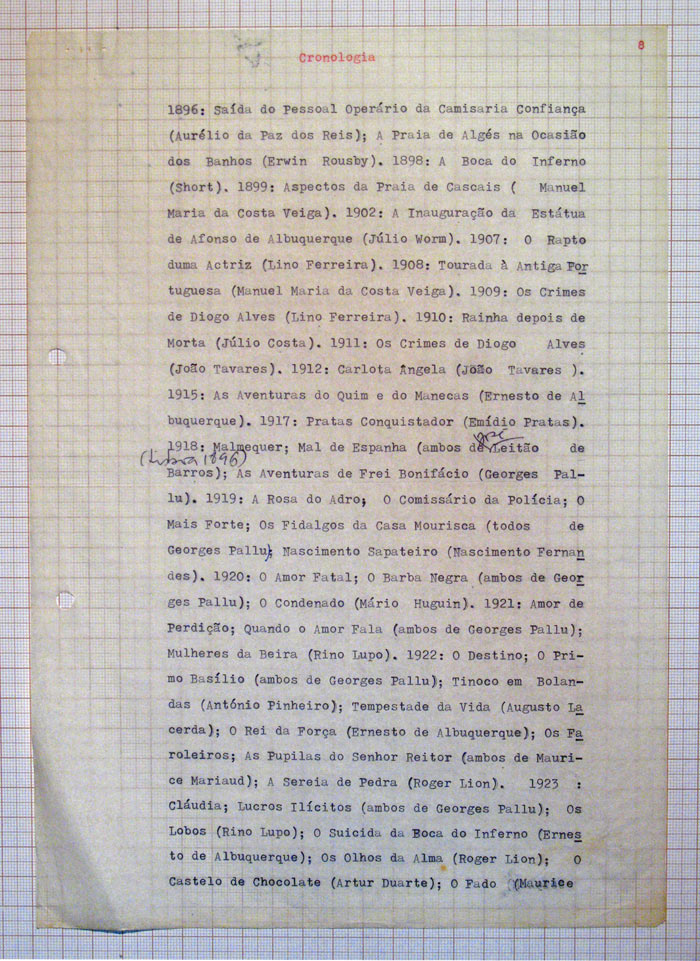 8
Cronologia
1896: Saída do Pessoal Operário da Camisaria Confiança
(Aurélio da Paz dos Reis); A Praia de Algés na Ocasião
dos Banhos (Erwin Rousby). 1898: A Boca do Inferno
(Short). 1899: Aspectos da Praia de Cascais ( Manuel
Maria da Costa Veiga). 1902: A Inauguração da Estátua
de Afonso de Albuquerque (Júlio Worm). 1907: O Rapto
duma Actriz (Lino Ferreira). 1908: Tourada à Antiga Por
tuguesa (Manuel Maria da Costa Veiga). 1909: Os Crimes
de Diogo Alves (Lino Ferreira). 1910: Rainha depois de
Morta (Júlio Costa). 1911: Os Crimes de Diogo Alves
(João Tavares). 1912: Carlota Ângela (João Tavares ).
1915: As Aventuras do Quim e do Manecas (Ernesto de Al
buquerque). 1917: Pratas Conquistador (Emídio Pratas).
1918: Malmequer; Mal de Espanha (ambos de Leitão de
1896)
Barros); As Aventuras de Frei Bonifácio (Georges Pal-
lu). 1919: A Rosa do Adro; O Comissário da Polícia; O
Mais Forte; Os Fidalgos da Casa Mourisca (todos de
Georges Pallu); Nascimento Sapateiro (Nascimento Fernan
des). 1920: O Amor Fatal; O Barba Negra (ambos de Geor
ges Pallu); O Condenado (Mário Huguin). 1921: Amor de
Perdição; Quando o Amor Fala (ambos de Georges Pallu);
Mulheres da Beira (Rino Lupo). 1922: O Destino; O Pri-
mo Basílio (ambos de Georges Pallu); Tinoco em Bolan-
das (António Pinheiro); Tempestade da Vida (Augusto La
cerda); O Rei da Força (Ernesto de Albuquerque); Os Fa
roleiros; As Pupilas do Senhor Reitor (ambos de Mauri-
ce Mariaud); A Sereia de Pedra (Roger Lion). 1923 :
Cláudia; Lucros Ilícitos (ambos de Georges Pallu); Os
Lobos (Rino Lupo); O Suicida da Boca do Inferno (Ernes
to de Albuquerque); Os Olhos da Alma (Roger Lion); O
Castelo de Chocolate (Artur Duarte); O Fado (Maurice